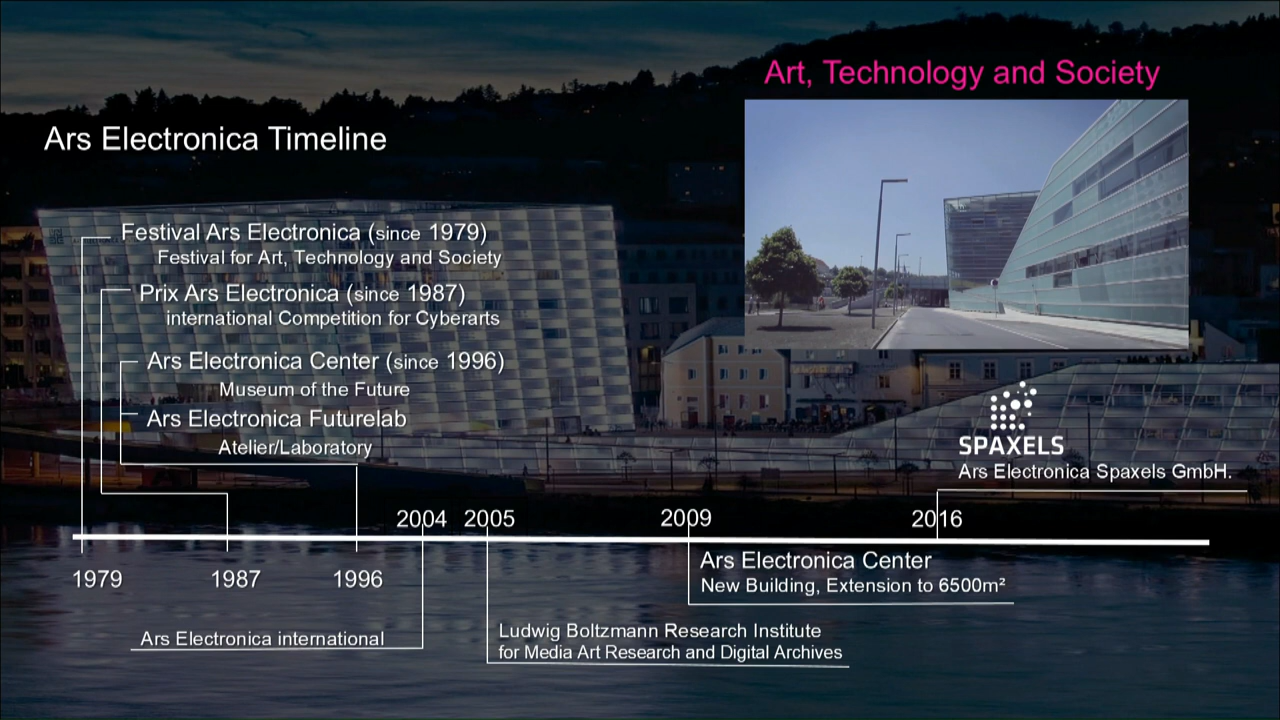 Art, Technology and Society
Ars Electronica Timeline
Festival Ars Electronica (since 1979)
Festival for Art, Technology and Society
Prix Ars Electronica (since 1987)
international Competition for Cyberarts
Ars Electronica Center (since 1996)
Museum of the Future
Ars Electronica Futurelab
Atelier/Laboratory
SPAXELS
Ars Electronica Spaxels GmbH.
2004 2005 2009 2016
1979 1987 1996
Ars Electronica Center
New Building, Extension to 6500m²
Ars Electronica international
Ludwig Boltzmann Research Institute
for Media Art Research and Digital Archives